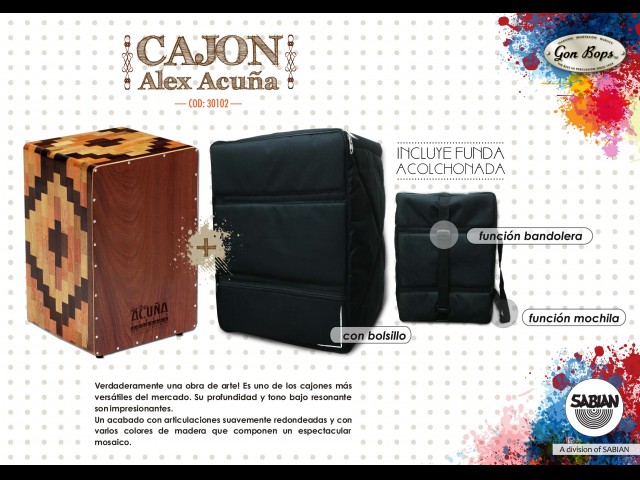 CAJON
Alex Acuña
COD: 30102
Gon Bops
INCLUYE FUNDA
ACOLCHONADA
función bandolera
función mochila
con bolsillo
ACUÑA
Verdaderamente una obra de arte! Es uno de los cajones más
versátiles del mercado. Su profundidad y tono bajo resonante
son impresionantes.
Un acabado con articulaciones suavemente redondeadas y con
varios colores de madera que componen un espectacular
mosaico.
SABIAN
A division of SABIAN